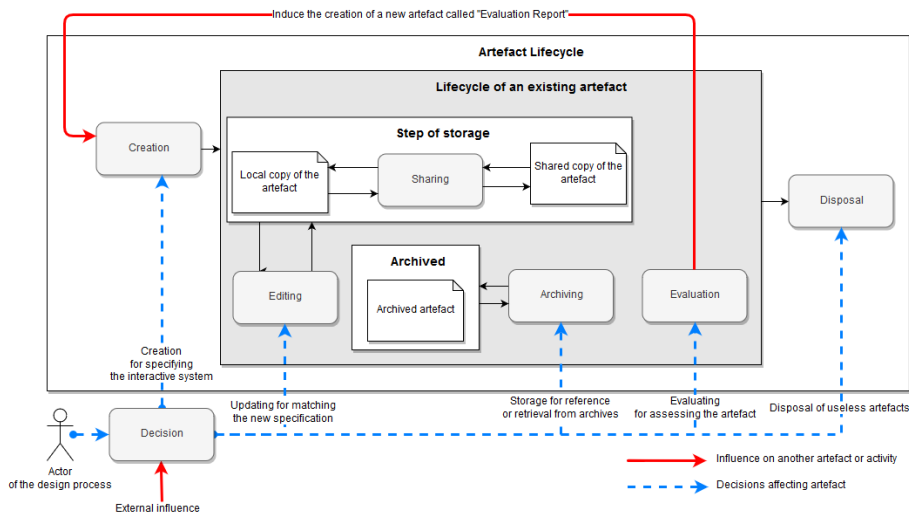 Induce the creation of a new artefact called "Evaluation Report"
Artefact Lifecycle
Lifecycle of an existing artefact
Step of storage
Creation
Local copy of the
artefact
Sharing
Shared copy of the
artefact
Disposal
Archived
Editing
Archived artefact
Archiving
Evaluation
Creation
for specifying
the interactive system
Updating for matching
the new specification
Storage for reference
or retrieval from archives
Evaluating
for assessing the artefact
Disposal of useless artefacts
Decision
Actor
of the design process
External influence
Influence on another artefact or activity
Decisions affecting artefact